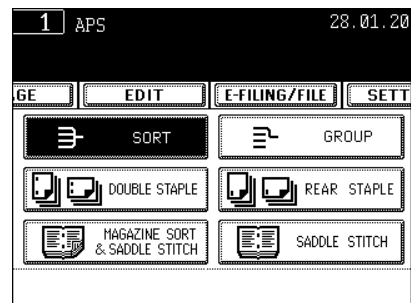 1 APS 28.01.20
GE EDIT E-FILING/FILE SETT
SORT GROUP
DOUBLE STAPLE REAR STAPLE
MAGAZINE SORT
& SADDLE STITCH SADDLE STITCH